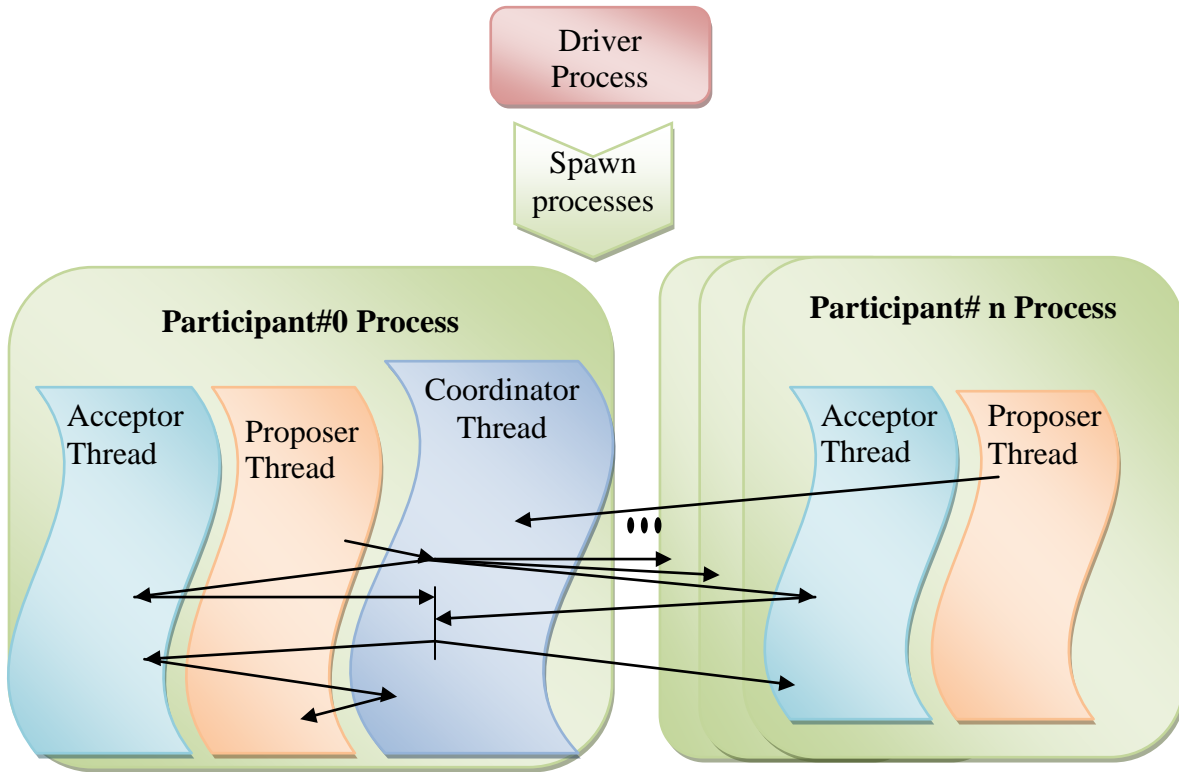 Driver
Process
Spawn
processes
Participant#0 Process
Acceptor
Thread
Proposer
Thread
Coordinator
Thread
Participant# n Process
Acceptor
Thread
Proposer
Thread